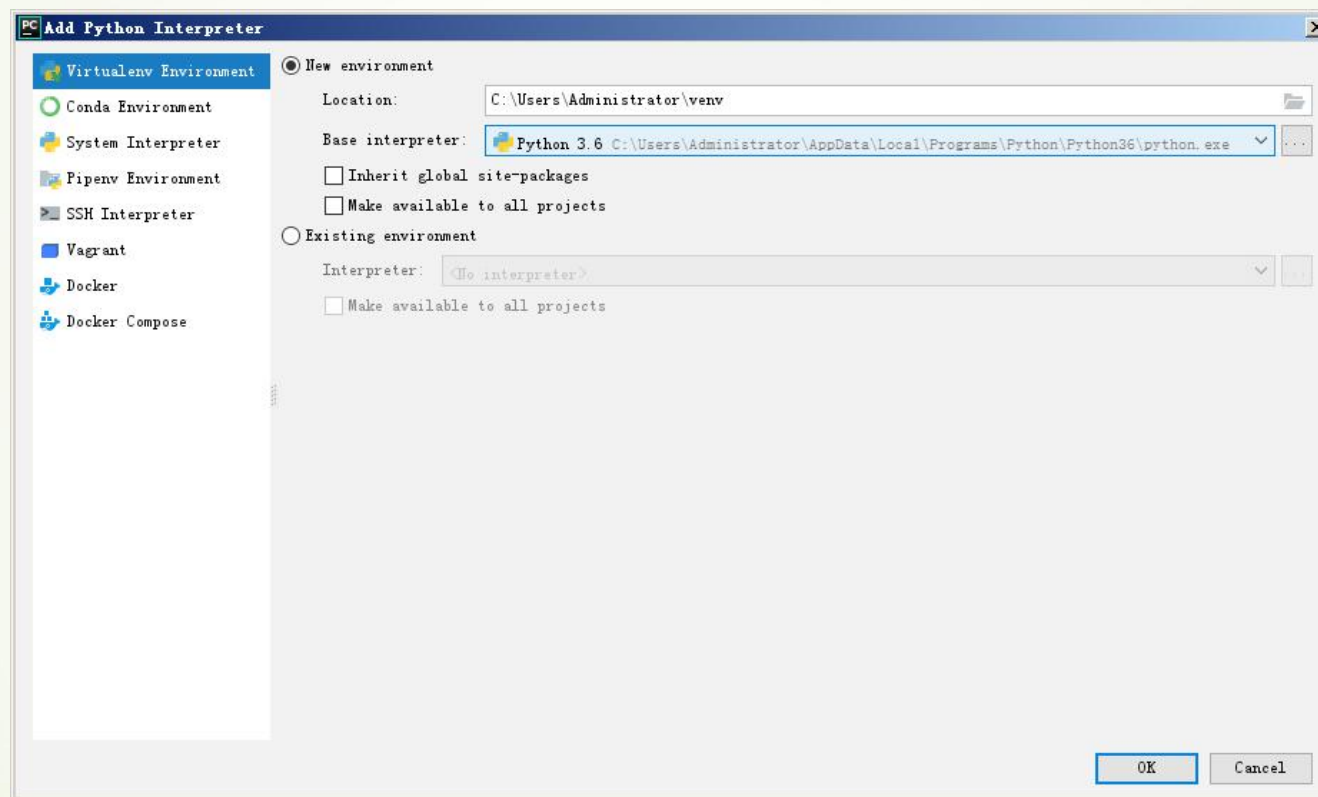 PC Add Python Interpreter
Virtualenv Environment
Conda Environment
System Interpreter
Pipenv Environment
SSH Interpreter
Vagrant
Docker
Docker Compose
New environment
Location: C:\Users\Administrator\venv
Base interpreter: Python 3.6 C:\Users\Administrator\AppData\Local\Programs\Python\Python36\python.exe ...
Inherit global site-packages
Make available to all projects
Existing environment
Interpreter: <No interpreter> ...
Make available to all projects
OK Cancel